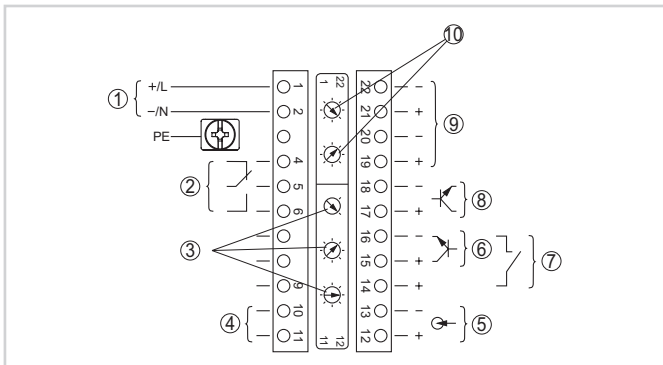 ⑩
① +/L 1 1 22 22 −
−/N 2 21 + ⑨
PE 20 −
4 19 +
② 5 18 − ⑧
6 17 +
16 − ⑥
③ 15 + ⑦
9 14 +
④ 10 13 − ⑤
11 11 12 12 +